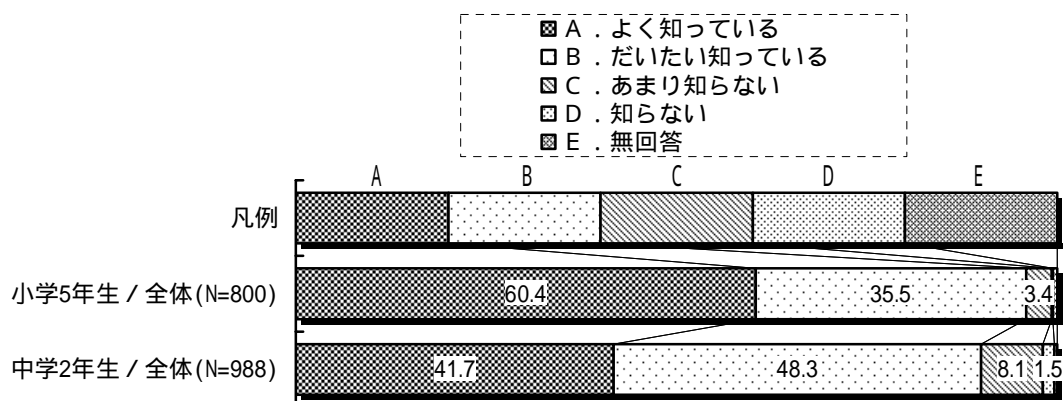 A．よく知っている
B．だいたい知っている
C．あまり知らない
D．知らない
E．無回答
A B C D E
凡例
小学5年生／全体(N=800) 60.4 35.5 3.4
中学2年生／全体(N=988) 41.7 48.3 8.1 1.5